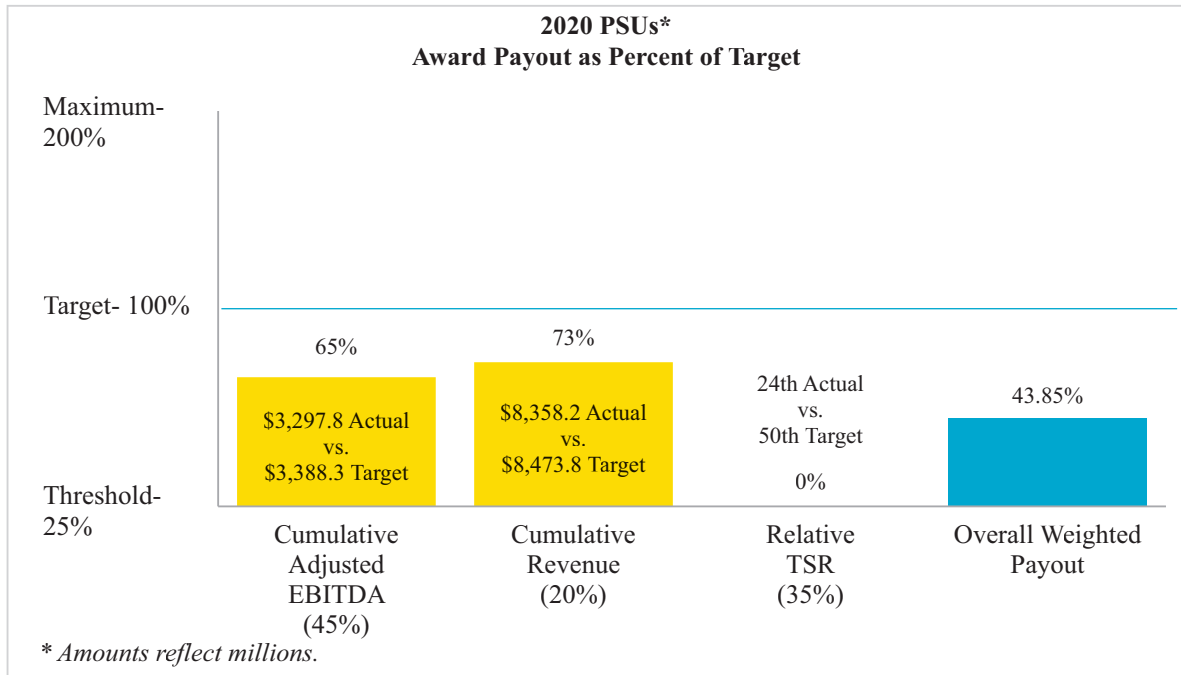 2020 PSUs*
Award Payout as Percent of Target
Maximum-
200%
Target- 100%
Threshold-
25%
65%
$3,297.8 Actual
vs.
$3,388.3 Target
73%
$8,358.2 Actual
vs.
$8,473.8 Target
24th Actual
vs.
50th Target
0%
43.85%
Cumulative
Adjusted
EBITDA
(45%)
Cumulative
Revenue
(20%)
Relative
TSR
(35%)
Overall Weighted
Payout
* Amounts reflect millions.